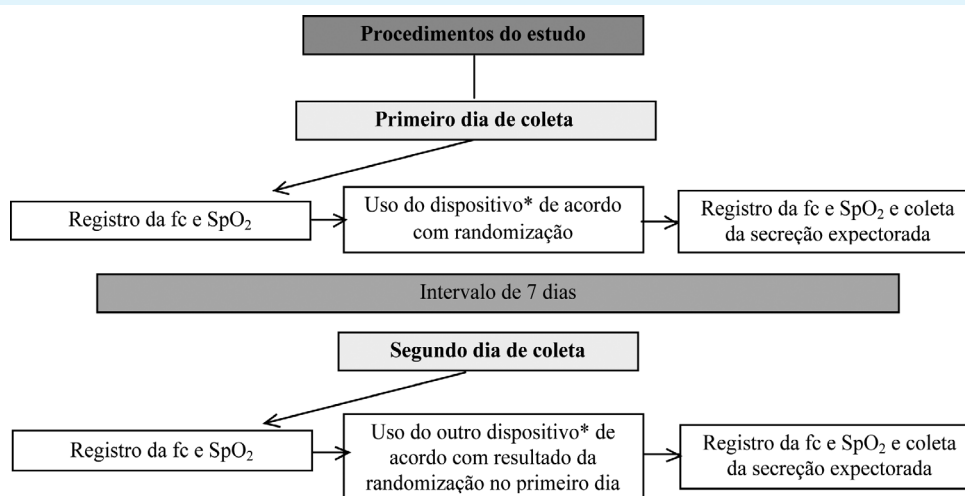 Procedimentos do estudo
Primeiro dia de coleta
Registro da fc e SpO₂
Uso do dispositivo* de acordo
com randomização
Registro da fc e SpO₂ e coleta
da secreção expectorada
Intervalo de 7 dias
Segundo dia de coleta
Registro da fc e SpO₂
Uso do outro dispositivo* de
acordo com resultado da
randomização no primeiro dia
Registro da fc e SpO₂ e coleta
da secreção expectorada